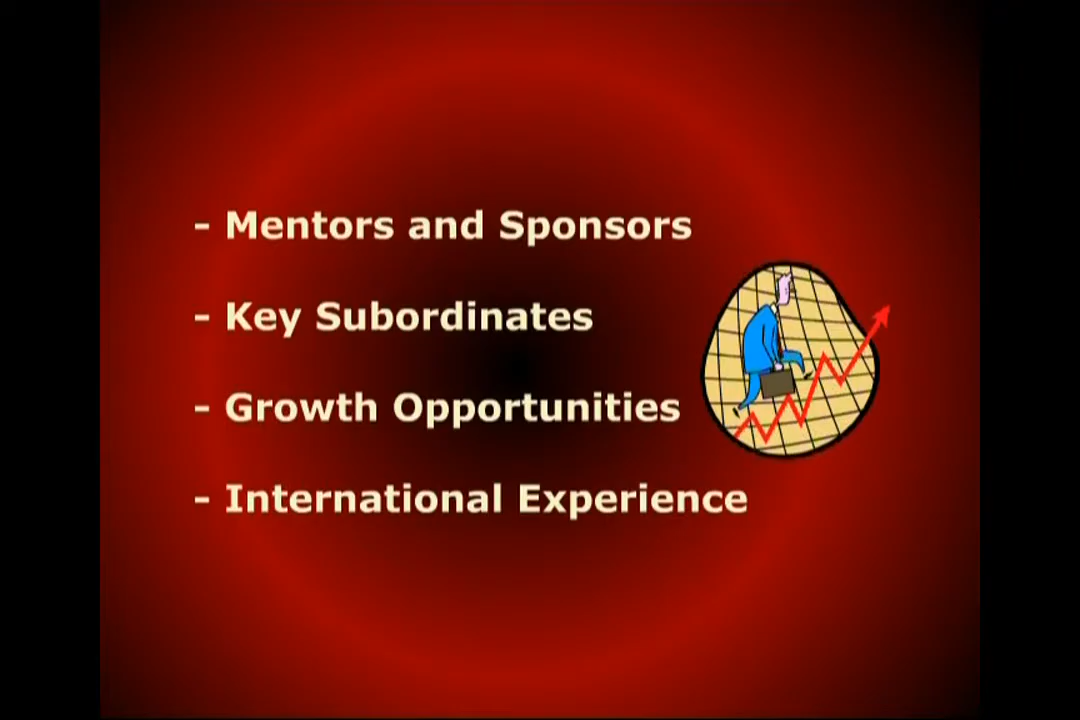 - Mentors and Sponsors
- Key Subordinates
- Growth Opportunities
- International Experience